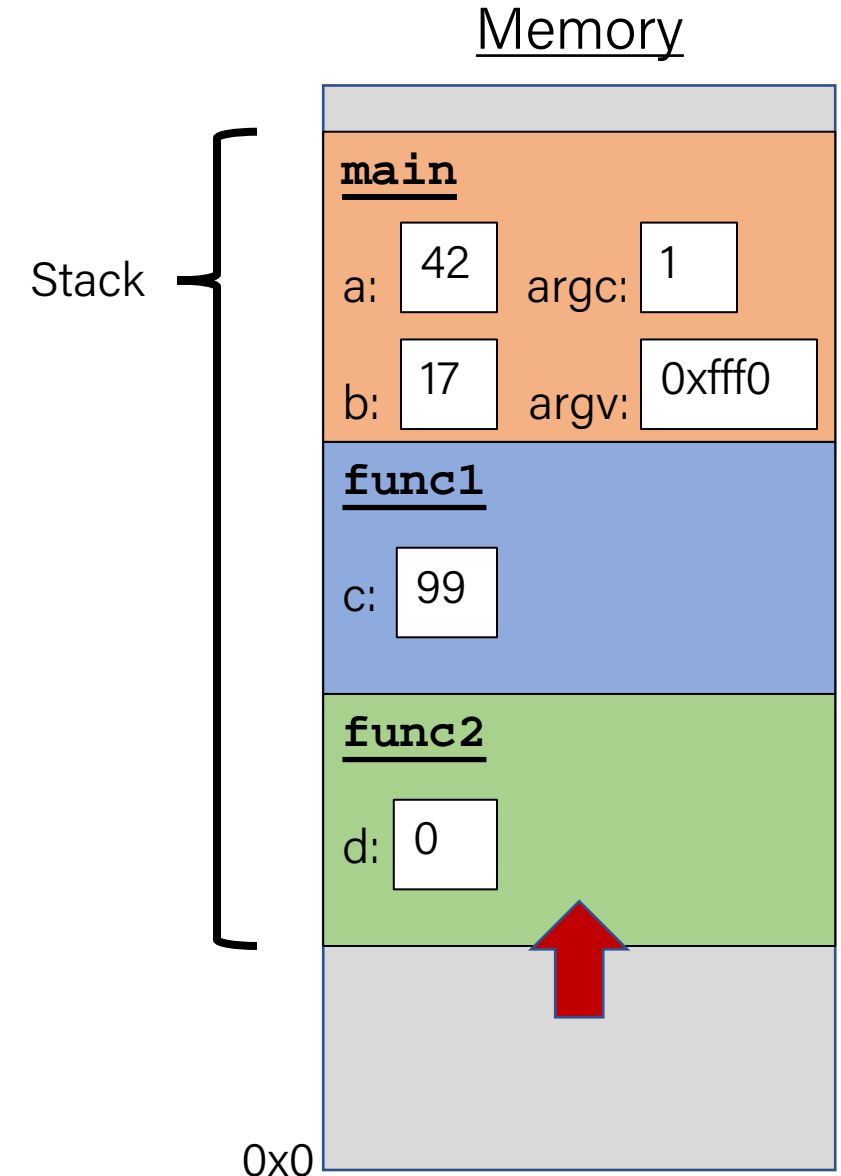 Memory
main
Stack
a: 42 argc: 1
b: 17 argv: 0xfff0
func1
c: 99
func2
d: 0
0x0